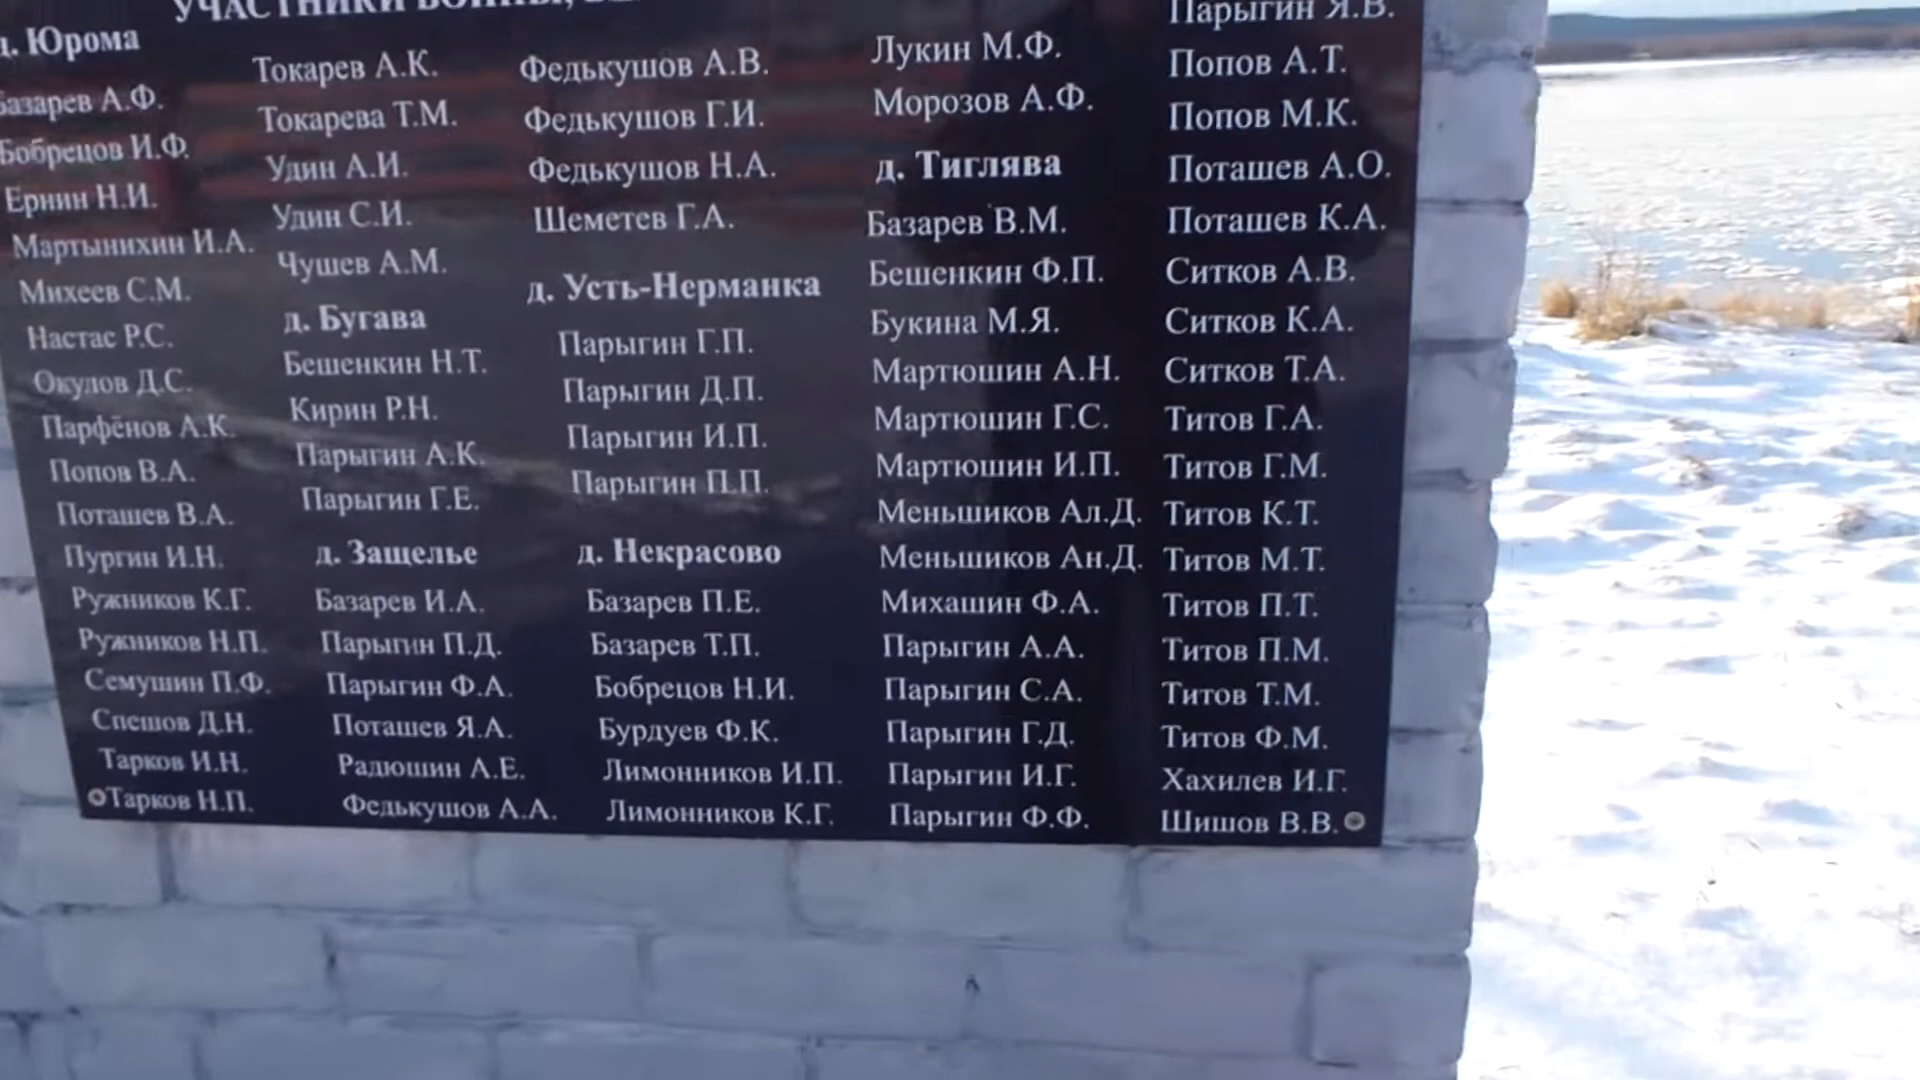 УЧАСТНИКИ ВОЙНЫ,
д. Юрома
Базарев А.Ф.
Бобрецов И.Ф.
Ернин Н.И.
Мартынихин И.А.
Михеев С.М.
Настас Р.С.
Окулов Д.С.
Парфёнов А.К.
Попов В.А.
Поташев В.А.
Пургин И.Н.
Ружников К.Г.
Ружников Н.П.
Семушин П.Ф.
Спешов Д.Н.
Тарков И.Н.
Тарков Н.П.
Токарев А.К.
Токарева Т.М.
Удин А.И.
Удин С.И.
Чушев А.М.
д. Бугава
Бешенкин Н.Т.
Кирин Р.Н.
Парыгин А.К.
Парыгин Г.Е.
д. Защелье
Базарев И.А.
Парыгин П.Д.
Парыгин Ф.А.
Поташев Я.А.
Радюшин А.Е.
Федькушов А.А.
Федькушов А.В.
Федькушов Г.И.
Федькушов Н.А.
Шеметев Г.А.
д. Усть-Нерманка
Парыгин Г.П.
Парыгин Д.П.
Парыгин И.П.
Парыгин П.П.
д. Некрасово
Базарев П.Е.
Базарев Т.П.
Бобрецов Н.И.
Бурдуев Ф.К.
Лимонников И.П.
Лимонников К.Г.
Лукин М.Ф.
Морозов А.Ф.
д. Тиглява
Базарев В.М.
Бешенкин Ф.П.
Букина М.Я.
Мартюшин А.Н.
Мартюшин Г.С.
Мартюшин И.П.
Меньшиков Ал.Д.
Меньшиков Ан.Д.
Михашин Ф.А.
Парыгин А.А.
Парыгин С.А.
Парыгин Г.Д.
Парыгин И.Г.
Парыгин Ф.Ф.
Парыгин Я.В.
Попов А.Т.
Попов М.К.
Поташев А.О.
Поташев К.А.
Ситков А.В.
Ситков К.А.
Ситков Т.А.
Титов Г.А.
Титов Г.М.
Титов К.Т.
Титов М.Т.
Титов П.Т.
Титов П.М.
Титов Т.М.
Титов Ф.М.
Хахилев И.Г.
Шишов В.В.